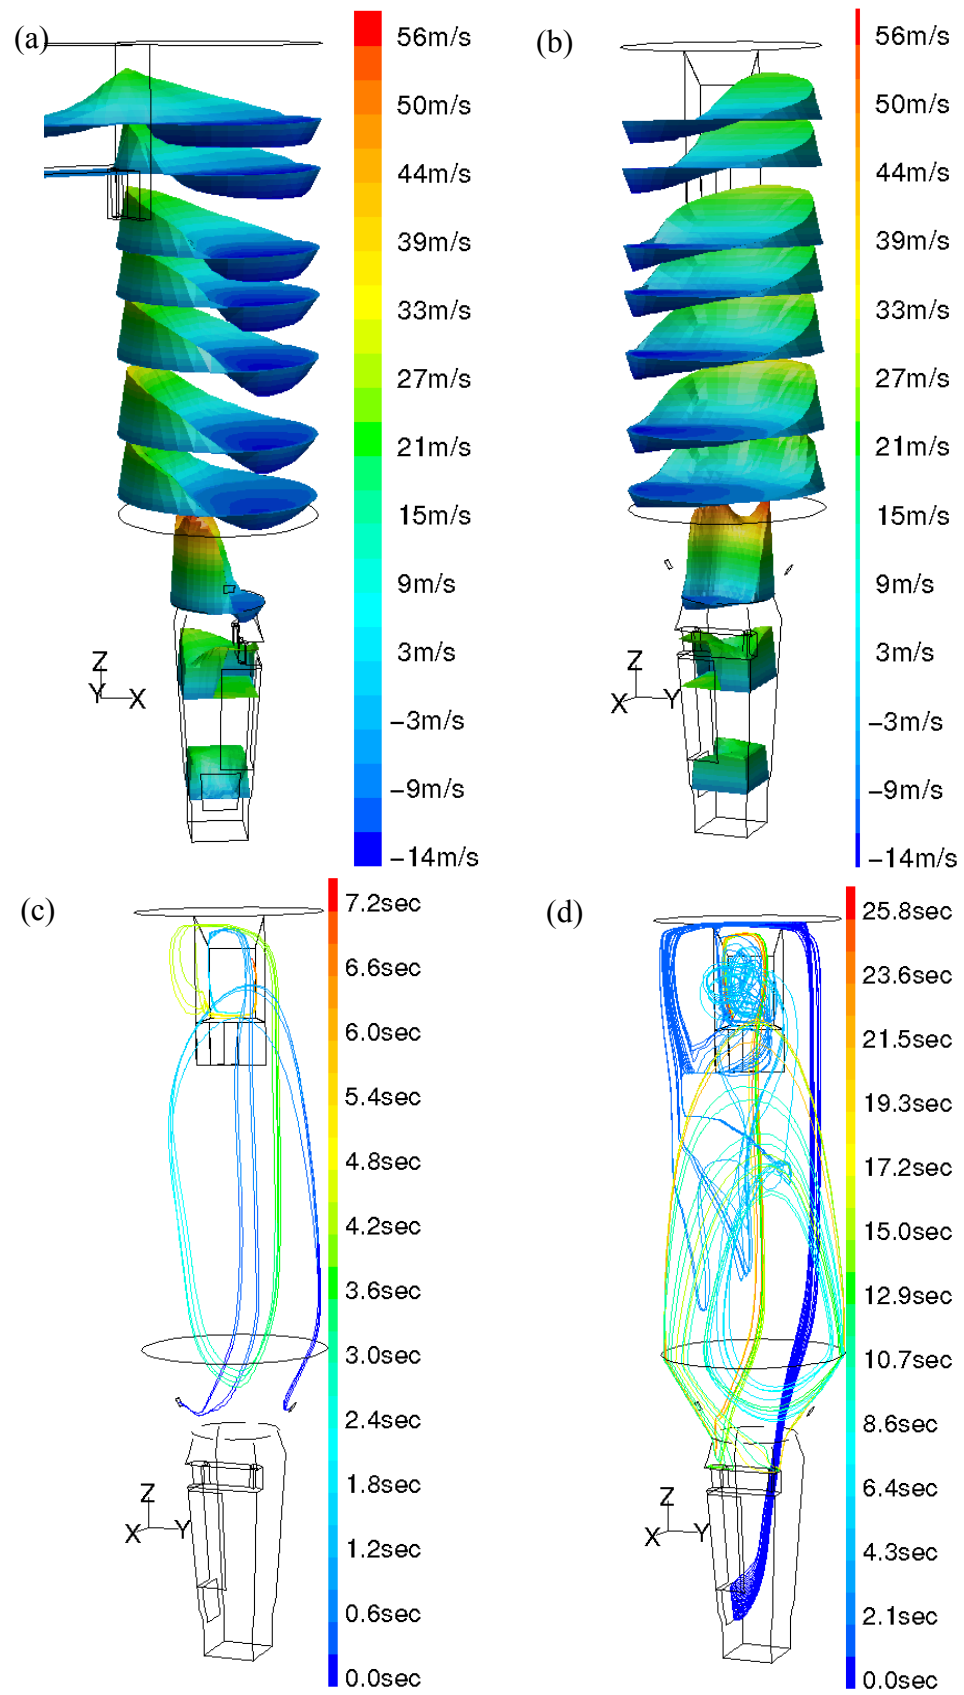 (a)
56m/s
50m/s
44m/s
39m/s
33m/s
27m/s
21m/s
15m/s
9m/s
3m/s
−3m/s
−9m/s
−14m/s
Z
Y
X
(b)
56m/s
50m/s
44m/s
39m/s
33m/s
27m/s
21m/s
15m/s
9m/s
3m/s
−3m/s
−9m/s
−14m/s
Z
X
Y
(c)
7.2sec
6.6sec
6.0sec
5.4sec
4.8sec
4.2sec
3.6sec
3.0sec
2.4sec
1.8sec
1.2sec
0.6sec
0.0sec
Z
X
Y
(d)
25.8sec
23.6sec
21.5sec
19.3sec
17.2sec
15.0sec
12.9sec
10.7sec
8.6sec
6.4sec
4.3sec
2.1sec
0.0sec
Z
X
Y